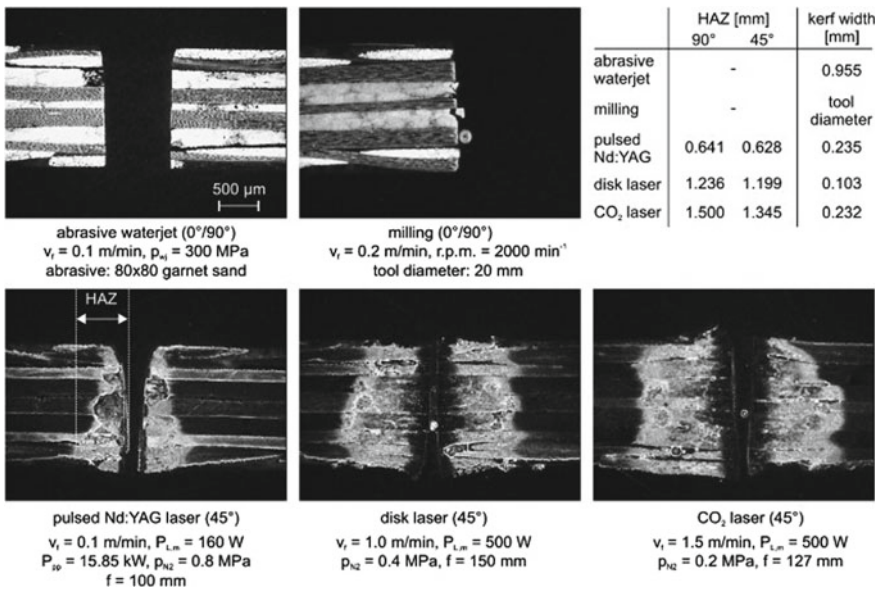 HAZ [mm] kerf width
90° 45° [mm]
abrasive waterjet - 0.955
milling - tool diameter
pulsed Nd:YAG 0.641 0.628 0.235
disk laser 1.236 1.199 0.103
CO₂ laser 1.500 1.345 0.232
500 µm
abrasive waterjet (0°/90°)
vf = 0.1 m/min, pwj = 300 MPa
abrasive: 80x80 garnet sand
milling (0°/90°)
vf = 0.2 m/min, r.p.m. = 2000 min⁻¹
tool diameter: 20 mm
HAZ
pulsed Nd:YAG laser (45°)
vf = 0.1 m/min, PL,m = 160 W
Ppp = 15.85 kW, pN2 = 0.8 MPa
f = 100 mm
disk laser (45°)
vf = 1.0 m/min, PL,m = 500 W
pN2 = 0.4 MPa, f = 150 mm
CO₂ laser (45°)
vf = 1.5 m/min, PL,m = 500 W
pN2 = 0.2 MPa, f = 127 mm